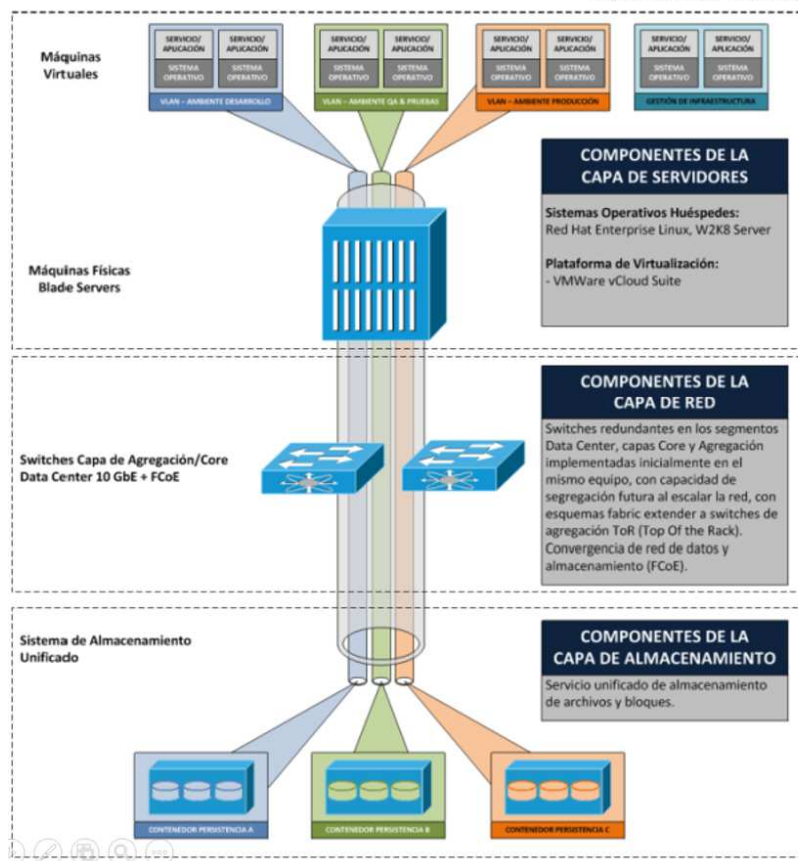 Máquinas
Virtuales
SERVICIO/
APLICACIÓN
SERVICIO/
APLICACIÓN
SISTEMA
OPERATIVO
SISTEMA
OPERATIVO
VLAN – AMBIENTE DESARROLLO
SERVICIO/
APLICACIÓN
SERVICIO/
APLICACIÓN
SISTEMA
OPERATIVO
SISTEMA
OPERATIVO
VLAN – AMBIENTE QA & PRUEBAS
SERVICIO/
APLICACIÓN
SERVICIO/
APLICACIÓN
SISTEMA
OPERATIVO
SISTEMA
OPERATIVO
VLAN – AMBIENTE PRODUCCIÓN
SERVICIO/
APLICACIÓN
SERVICIO/
APLICACIÓN
SISTEMA
OPERATIVO
SISTEMA
OPERATIVO
GESTIÓN DE INFRAESTRUCTURA
Máquinas Físicas
Blade Servers
COMPONENTES DE LA
CAPA DE SERVIDORES
Sistemas Operativos Huéspedes:
Red Hat Enterprise Linux, W2K8 Server
Plataforma de Virtualización:
- VMWare vCloud Suite
Switches Capa de Agregación/Core
Data Center 10 GbE + FCoE
COMPONENTES DE LA
CAPA DE RED
Switches redundantes en los segmentos
Data Center, capas Core y Agregación
implementadas inicialmente en el
mismo equipo, con capacidad de
segregación futura al escalar la red, con
esquemas fabric extender a switches de
agregación ToR (Top Of the Rack).
Convergencia de red de datos y
almacenamiento (FCoE).
Sistema de Almacenamiento
Unificado
COMPONENTES DE LA
CAPA DE ALMACENAMIENTO
Servicio unificado de almacenamiento
de archivos y bloques.
CONTENEDOR PERSISTENCIA A
CONTENEDOR PERSISTENCIA B
CONTENEDOR PERSISTENCIA C